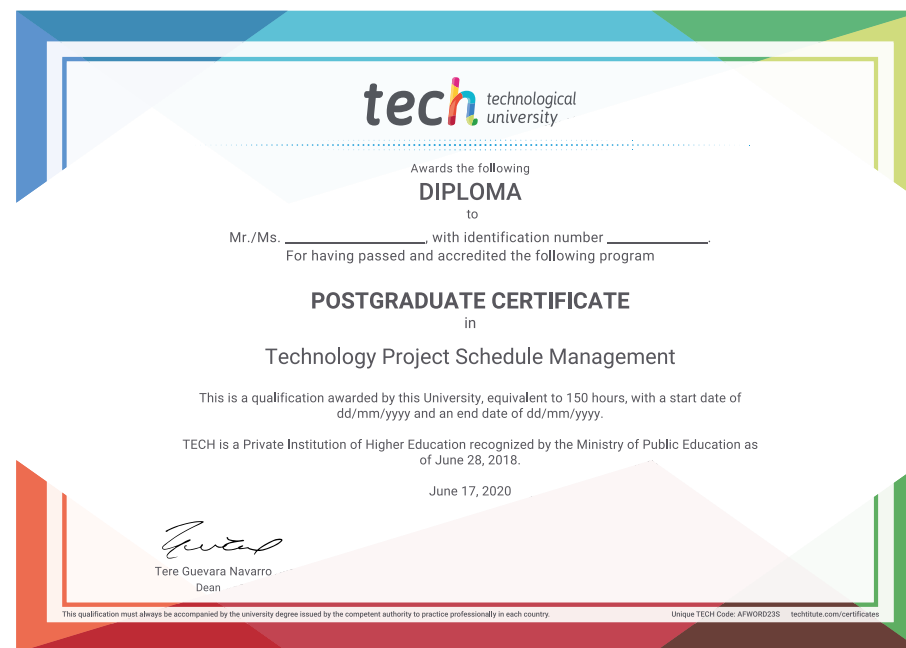 tech technological
university
Awards the following
DIPLOMA
to
Mr./Ms. ____________________, with identification number ______________.
For having passed and accredited the following program
POSTGRADUATE CERTIFICATE
in
Technology Project Schedule Management
This is a qualification awarded by this University, equivalent to 150 hours, with a start date of
dd/mm/yyyy and an end date of dd/mm/yyyy.
TECH is a Private Institution of Higher Education recognized by the Ministry of Public Education as
of June 28, 2018.
June 17, 2020
Tere Guevara Navarro
Dean
This qualification must always be accompanied by the university degree issued by the competent authority to practice professionally in each country. Unique TECH Code: AFWORD23S techtitute.com/certificates